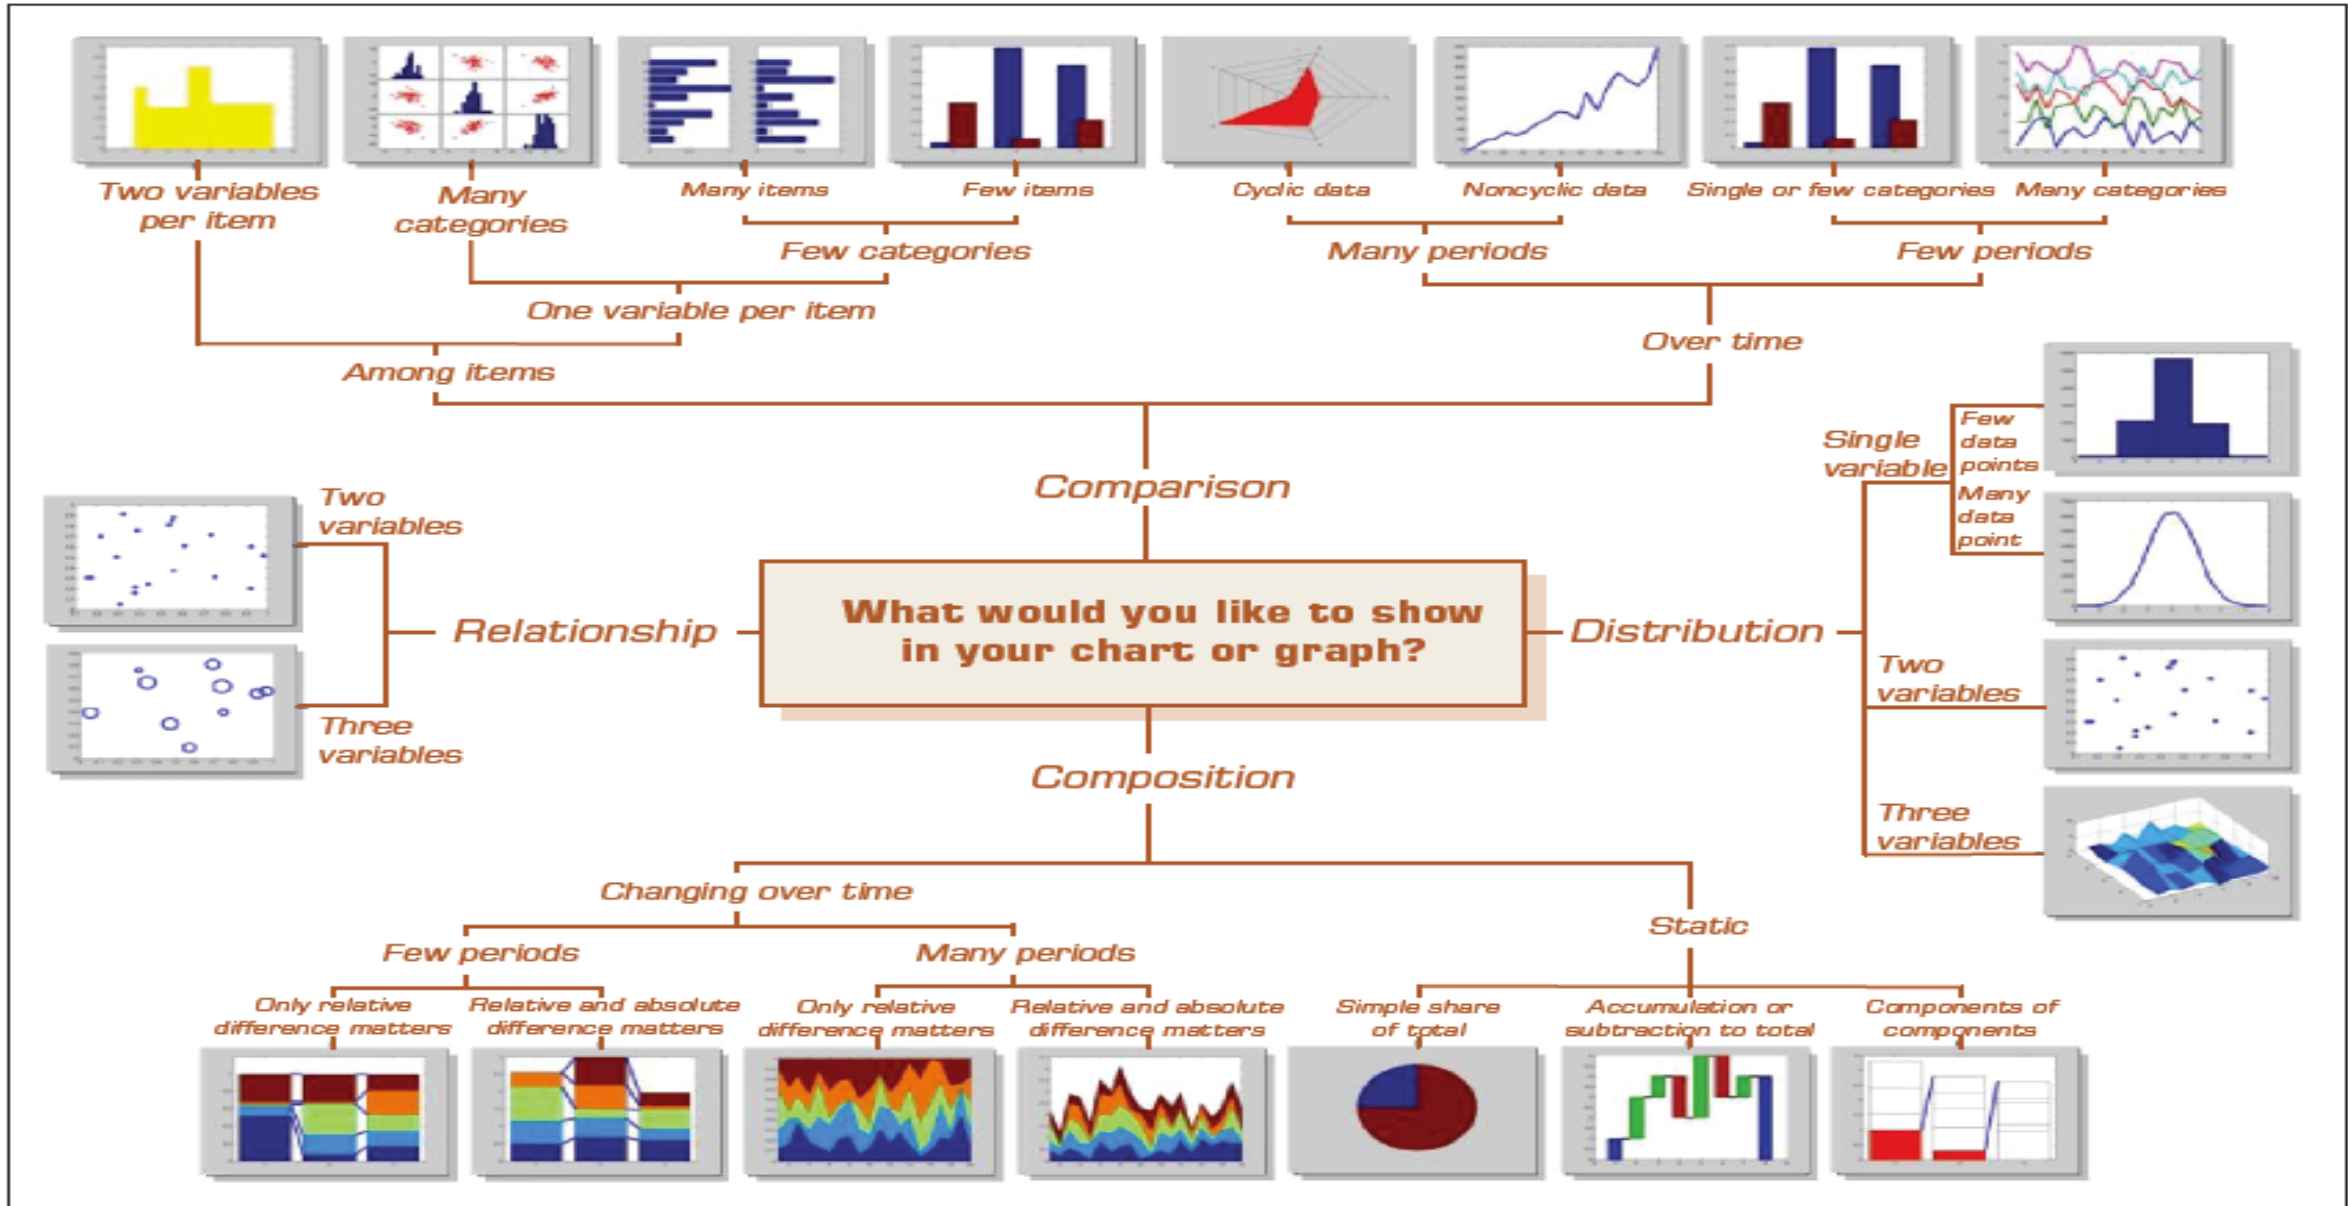 Two variables
per item
Many
categories
Many items
Few items
Cyclic data
Noncyclic data
Single or few categories
Many categories
Few categories
Many periods
Few periods
One variable per item
Over time
Among items
Comparison
Single
variable
Few
data
points
Many
data
point
Two
variables
Relationship
Three
variables
What would you like to show
in your chart or graph?
Distribution
Two
variables
Three
variables
Composition
Changing over time
Static
Few periods
Many periods
Only relative
difference matters
Relative and absolute
difference matters
Only relative
difference matters
Relative and absolute
difference matters
Simple share
of total
Accumulation or
subtraction to total
Components of
components